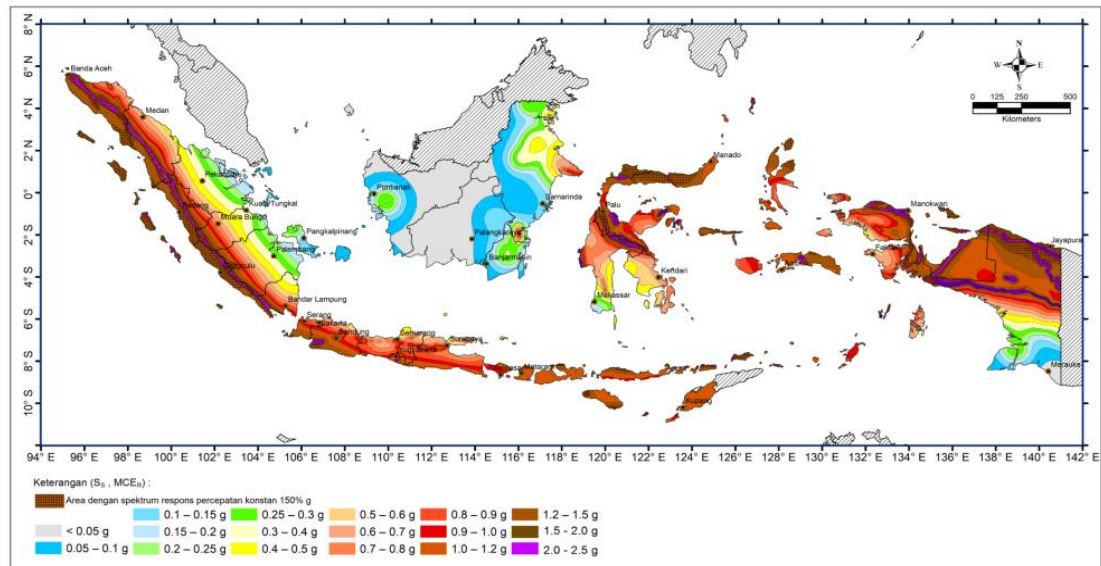 8° N
6° N
4° N
2° N
0°
2° S
4° S
6° S
8° S
10° S
N
W E
S
0 125 250 500
Kilometers
Banda Aceh
Medan
Pekanbaru
Padang
Kuala Tungkal
Muara Bungo
Pangkalpinang
Palembang
Bengkulu
Bandar Lampung
Serang
Jakarta
Bandung
Semarang
Surabaya
Mataram
Kupang
Pontianak
Palangkaraya
Banjarmasin
Samarinda
Palu
Manado
Kendari
Makassar
Manokwari
Jayapura
Merauke
94° E 96° E 98° E 100° E 102° E 104° E 106° E 108° E 110° E 112° E 114° E 116° E 118° E 120° E 122° E 124° E 126° E 128° E 130° E 132° E 134° E 136° E 138° E 140° E 142° E
Keterangan (SS , MCER) :
Area dengan spektrum respons percepatan konstan 150% g
0.1 – 0.15 g 0.25 – 0.3 g 0.5 – 0.6 g 0.8 – 0.9 g 1.2 – 1.5 g
< 0.05 g 0.15 – 0.2 g 0.3 – 0.4 g 0.6 – 0.7 g 0.9 – 1.0 g 1.5 - 2.0 g
0.05 – 0.1 g 0.2 – 0.25 g 0.4 – 0.5 g 0.7 – 0.8 g 1.0 – 1.2 g 2.0 - 2.5 g